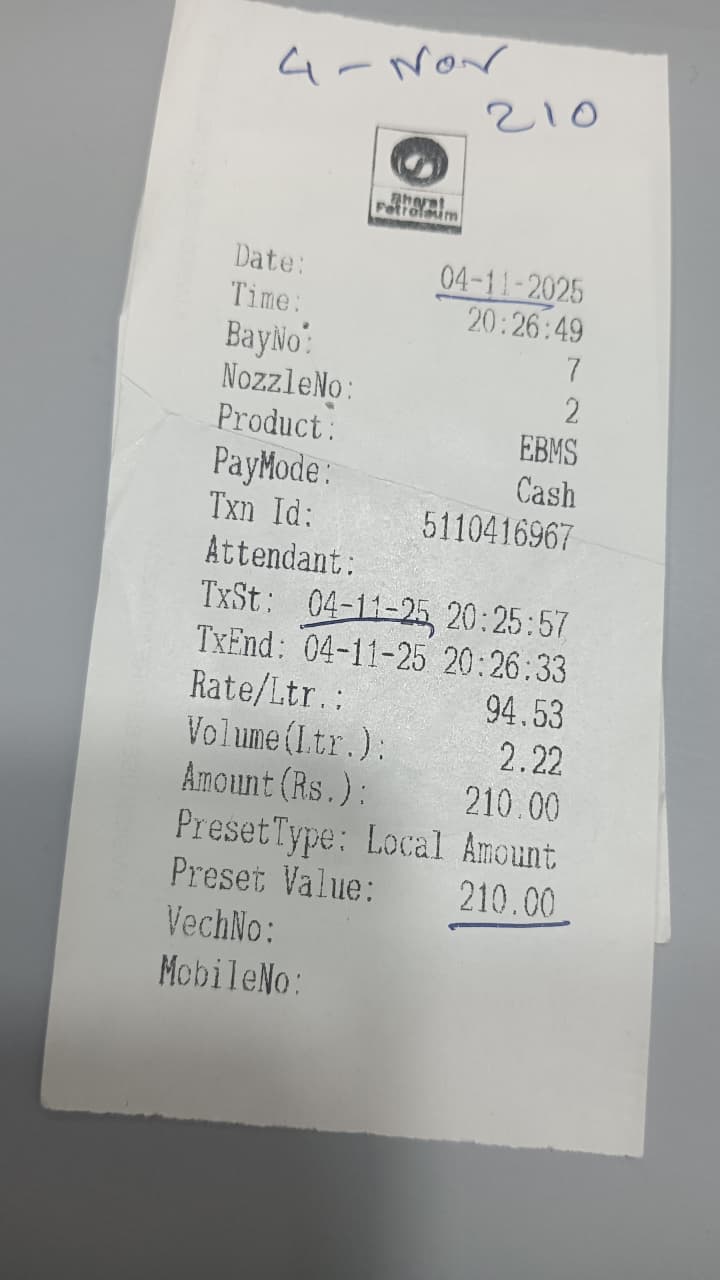 4 - Nov
210
Bharat
Petroleum
Date: 04-11-2025
Time: 20:26:49
BayNo: 7
NozzleNo: 2
Product: EBMS
PayMode: Cash
Txn Id: 5110416967
Attendant:
TxSt: 04-11-25 20:25:57
TxEnd: 04-11-25 20:26:33
Rate/Ltr.: 94.53
Volume(Ltr.): 2.22
Amount(Rs.): 210.00
PresetType: Local Amount
Preset Value: 210.00
VechNo:
MobileNo: